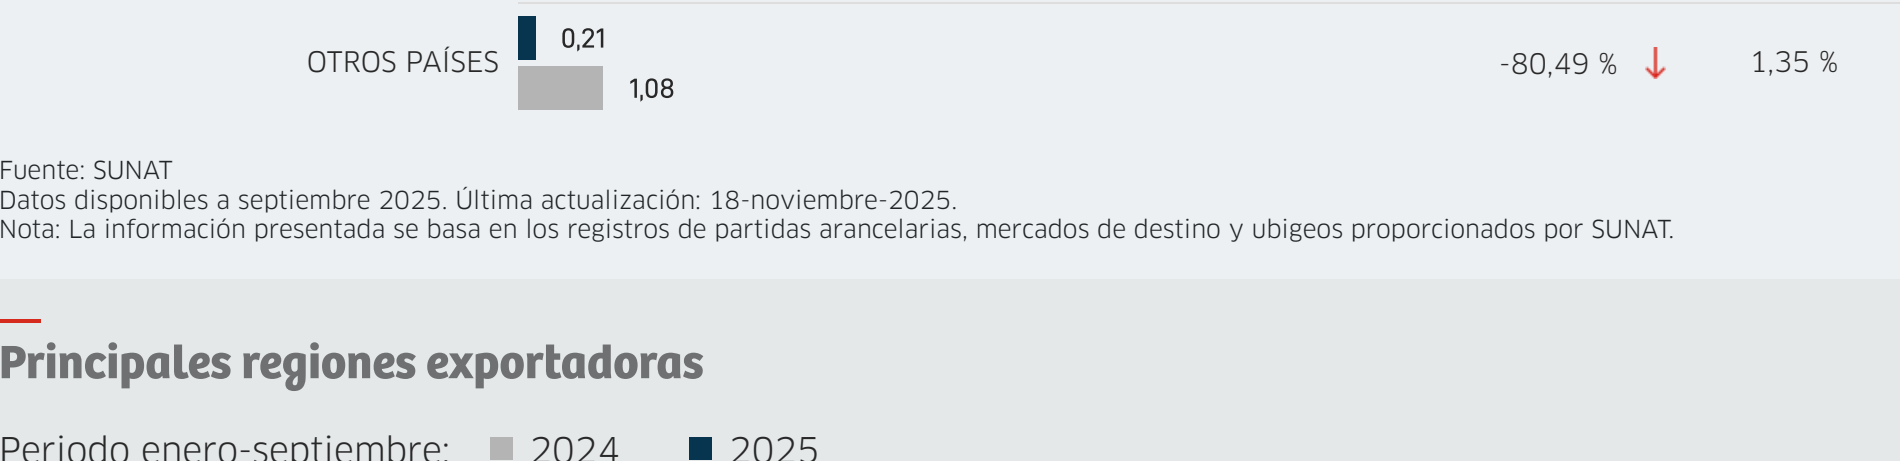 0,21
OTROS PAÍSES
-80,49 %
1,35 %
1,08
Fuente: SUNAT
Datos disponibles a septiembre 2025. Última actualización: 18-noviembre-2025.
Nota: La información presentada se basa en los registros de partidas arancelarias, mercados de destino y ubigeos proporcionados por SUNAT.
Principales regiones exportadoras
Periodo enero-septiembre: 2024 2025